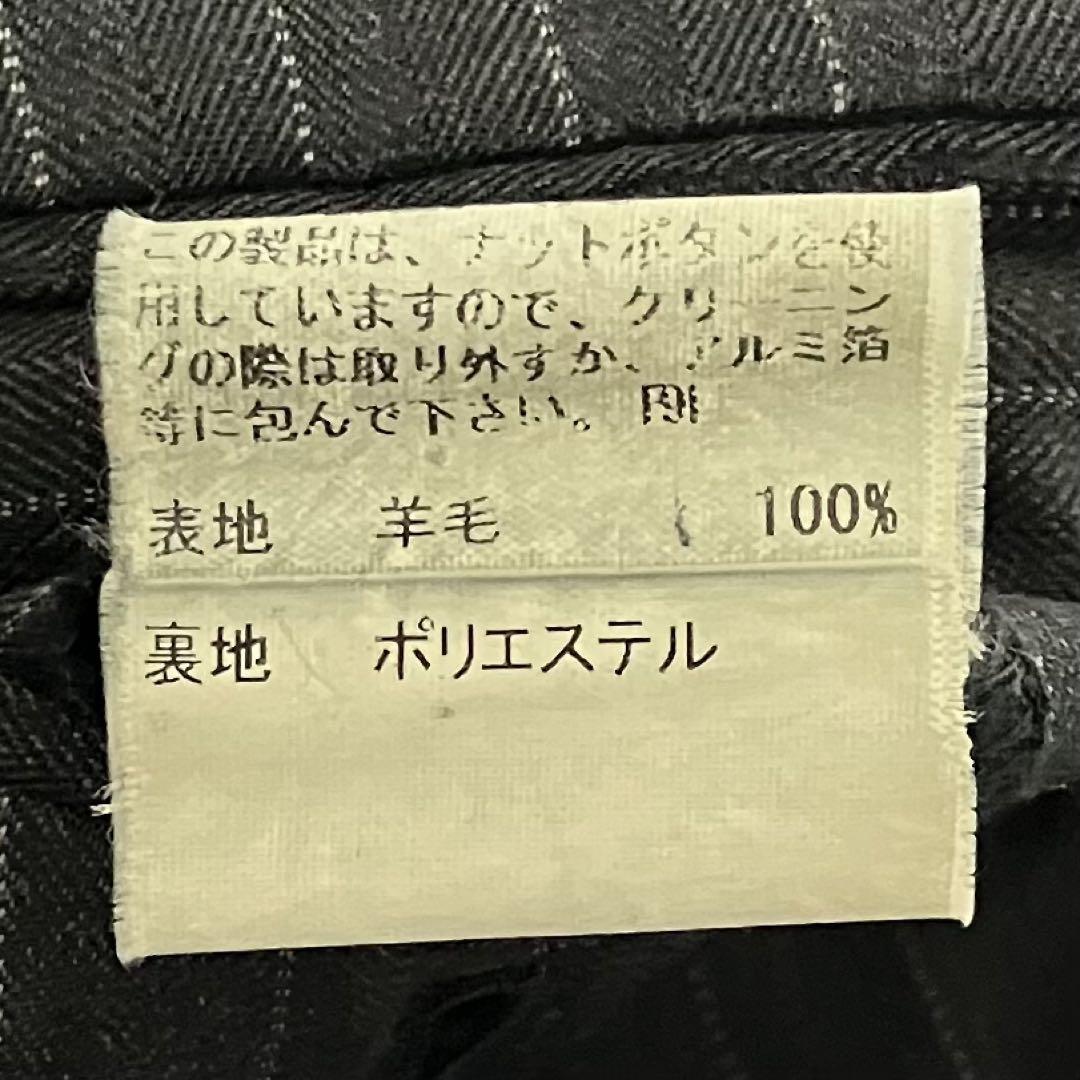 この製品は、ナットボタンを使
用していますので、クリーニン
グの際は取り外すか、アルミ箔
等に包んで下さい。 剛
表地 羊毛 100%
裏地 ポリエステル